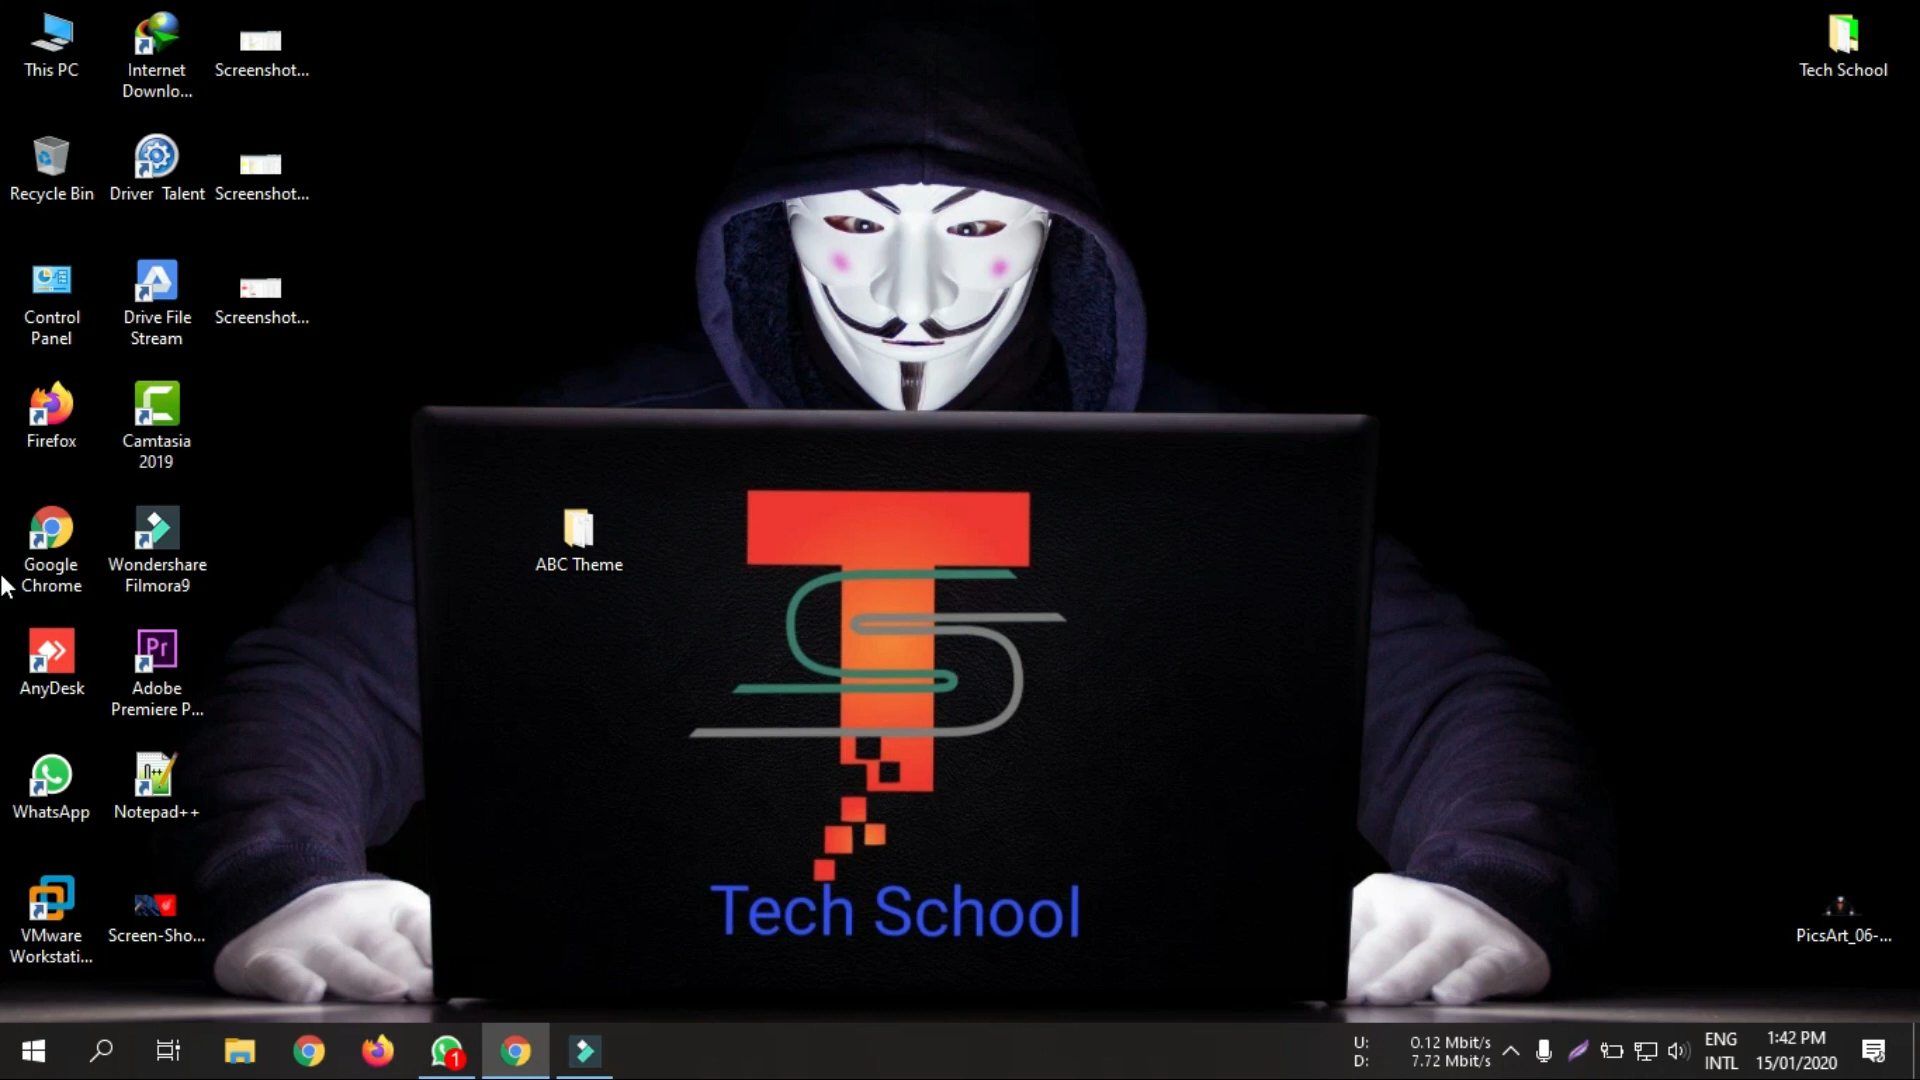 This PC
Internet
Downlo...
Screenshot...
Tech School
Recycle Bin
Driver Talent
Screenshot...
Control
Panel
Drive File
Stream
Screenshot...
Firefox
Camtasia
2019
Google
Chrome
Wondershare
Filmora9
ABC Theme
AnyDesk
Pr
Adobe
Premiere P...
WhatsApp
Notepad++
VMware
Workstati...
Screen-Sho...
Tech School
PicsArt_06-...
1
U: 0.12 Mbit/s
D: 7.72 Mbit/s
ENG
INTL
1:42 PM
15/01/2020